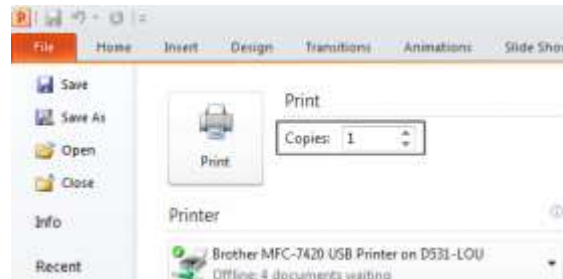 File Home Insert Design Transitions Animations Slide Sho
Save
Save As
Open
Close
Info
Recent
Print
Print
Copies: 1
Printer
Brother MFC-7420 USB Printer on D531-LOU
Offline: 4 documents waiting